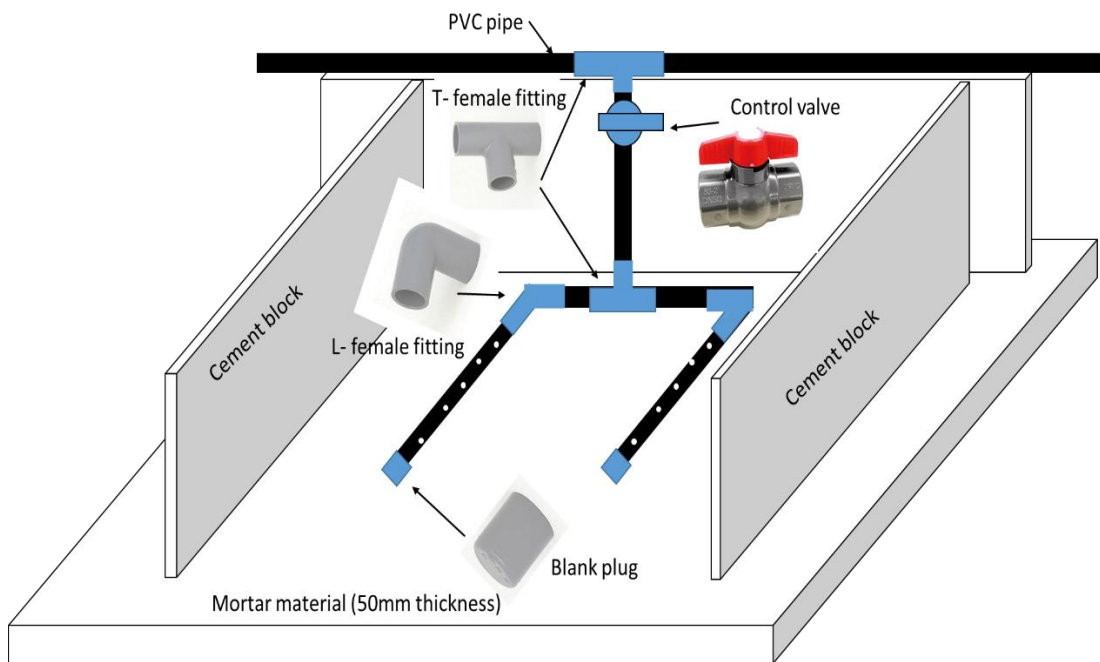 PVC pipe
T- female fitting
Control valve
L- female fitting
Cement block
Cement block
Blank plug
Mortar material (50mm thickness)